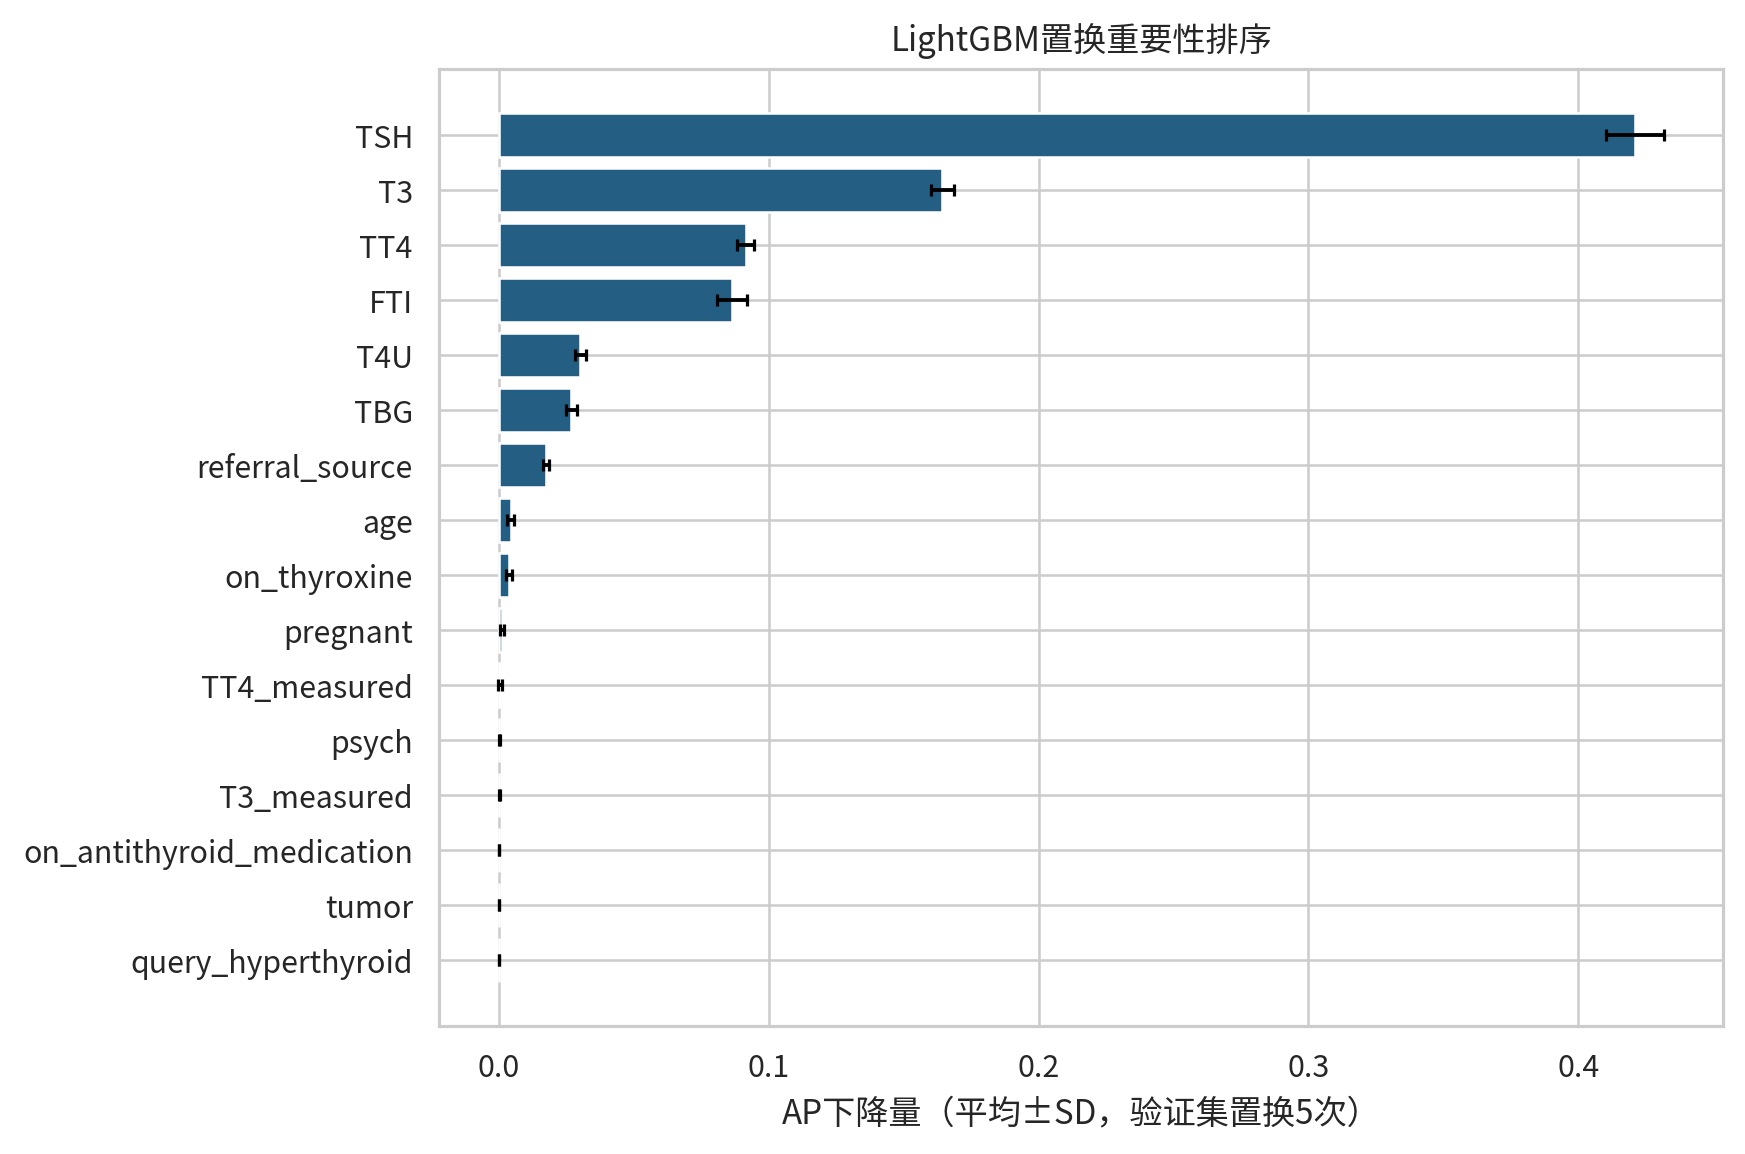 LightGBM置换重要性排序
TSH
T3
TT4
FTI
T4U
TBG
referral_source
age
on_thyroxine
pregnant
TT4_measured
psych
T3_measured
on_antithyroid_medication
tumor
query_hyperthyroid
0.0 0.1 0.2 0.3 0.4
AP下降量（平均±SD，验证集置换5次）